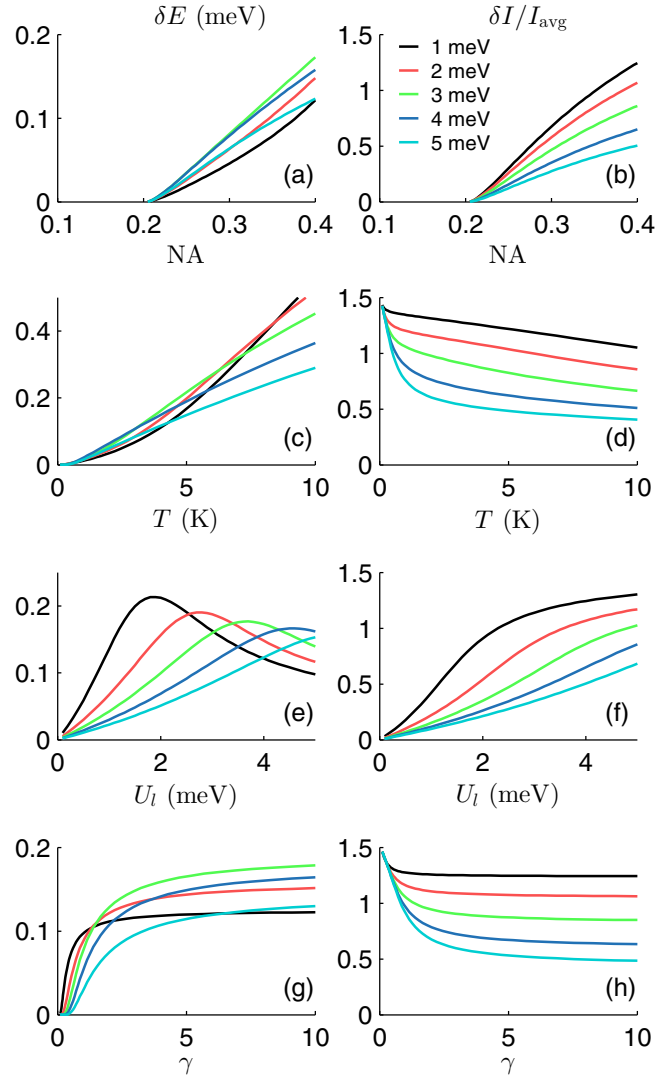 δE (meV)
δI/I_avg
0.2
0.1
0
0.1 0.2 0.3 0.4
NA
(a)
1.5
1
0.5
0
0.1 0.2 0.3 0.4
NA
1 meV
2 meV
3 meV
4 meV
5 meV
(b)
0.4
0.2
0
0 5 10
T (K)
(c)
1.5
1
0.5
0
0 5 10
T (K)
(d)
0.2
0.1
0
0 2 4
U_l (meV)
(e)
1.5
1
0.5
0
0 2 4
U_l (meV)
(f)
0.2
0.1
0
0 5 10
γ
(g)
1.5
1
0.5
0
0 5 10
γ
(h)